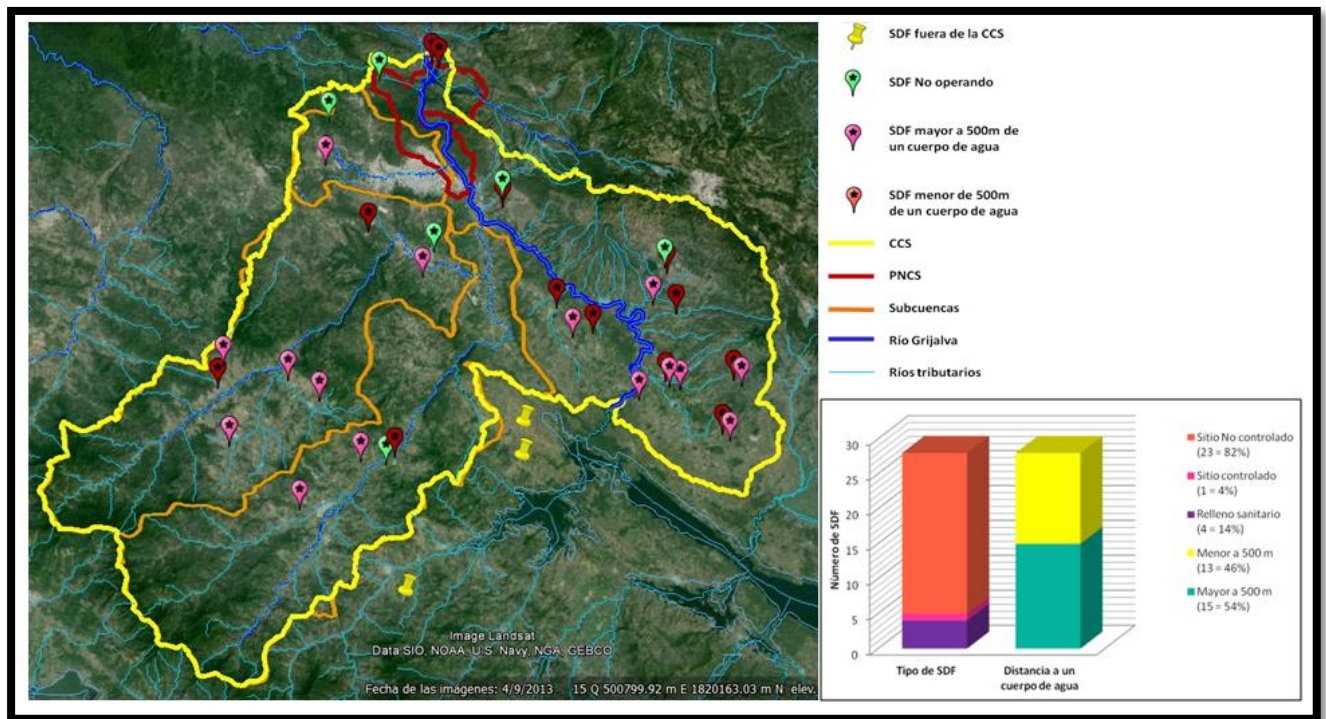 SDF fuera de la CCS
SDF No operando
SDF mayor a 500m de
un cuerpo de agua
SDF menor de 500m
de un cuerpo de agua
CCS
PNCS
Subcuencas
Río Grijalva
Ríos tributarios
Image Landsat
Data SIO, NOAA, U.S. Navy, NGA, GEBCO
Fecha de las imágenes: 4/9/2013 15 Q 500799.92 m E 1820163.03 m N elev.
Número de SDF
30
25
20
15
10
5
0
Tipo de SDF
Distancia a un
cuerpo de agua
Sitio No controlado
(23 = 82%)
Sitio controlado
(1 = 4%)
Relleno sanitario
(4 = 14%)
Menor a 500 m
(13 = 46%)
Mayor a 500 m
(15 = 54%)